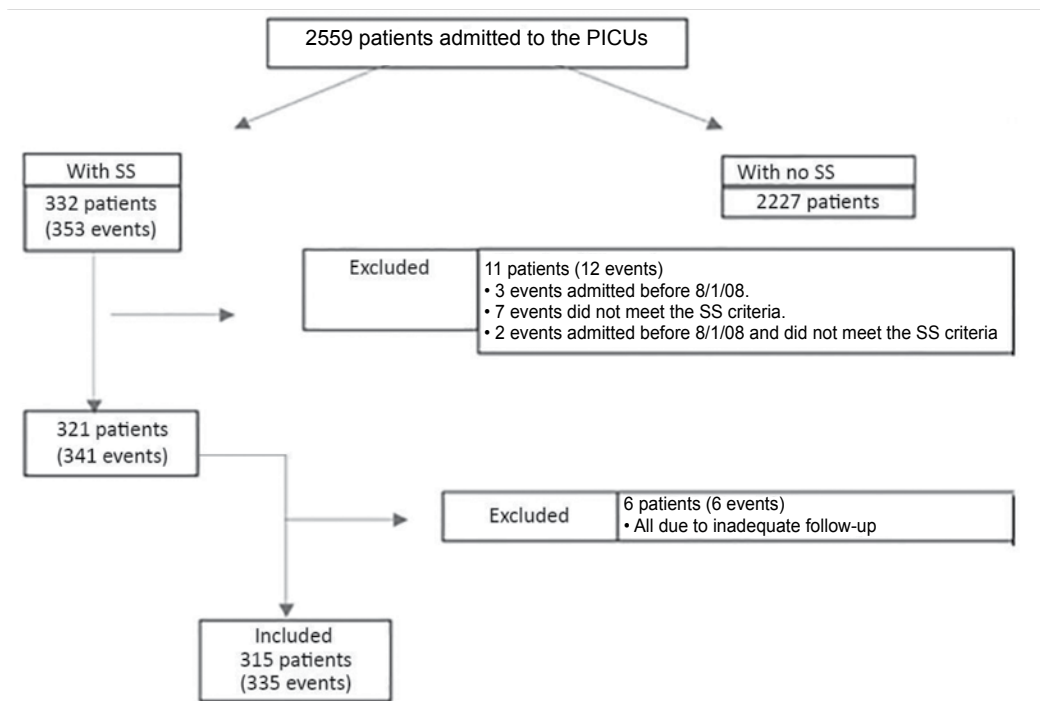 2559 patients admitted to the PICUs
With SS
332 patients
(353 events)
With no SS
2227 patients
Excluded
11 patients (12 events)
• 3 events admitted before 8/1/08.
• 7 events did not meet the SS criteria.
• 2 events admitted before 8/1/08 and did not meet the SS criteria
321 patients
(341 events)
Excluded
6 patients (6 events)
• All due to inadequate follow-up
Included
315 patients
(335 events)